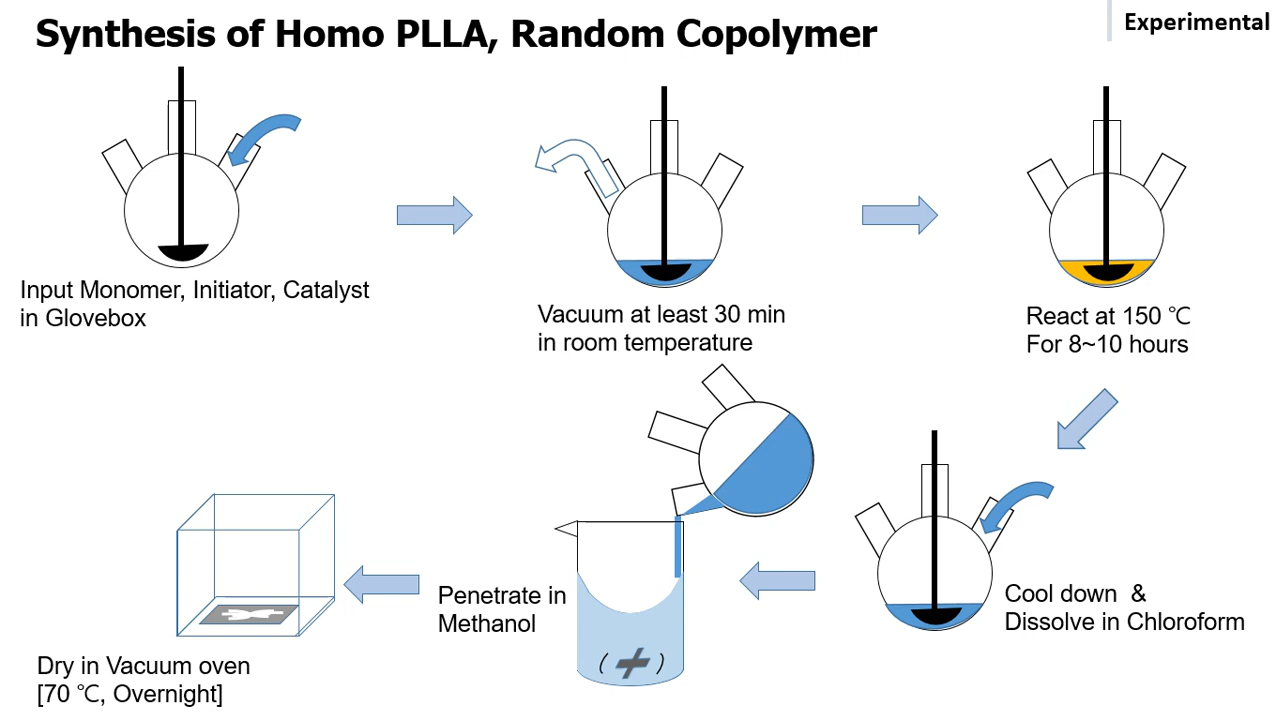 Synthesis of Homo PLLA, Random Copolymer
Experimental
Input Monomer, Initiator, Catalyst
in Glovebox
Vacuum at least 30 min
in room temperature
React at 150 ℃
For 8~10 hours
Cool down &
Dissolve in Chloroform
Penetrate in
Methanol
Dry in Vacuum oven
[70 ℃, Overnight]